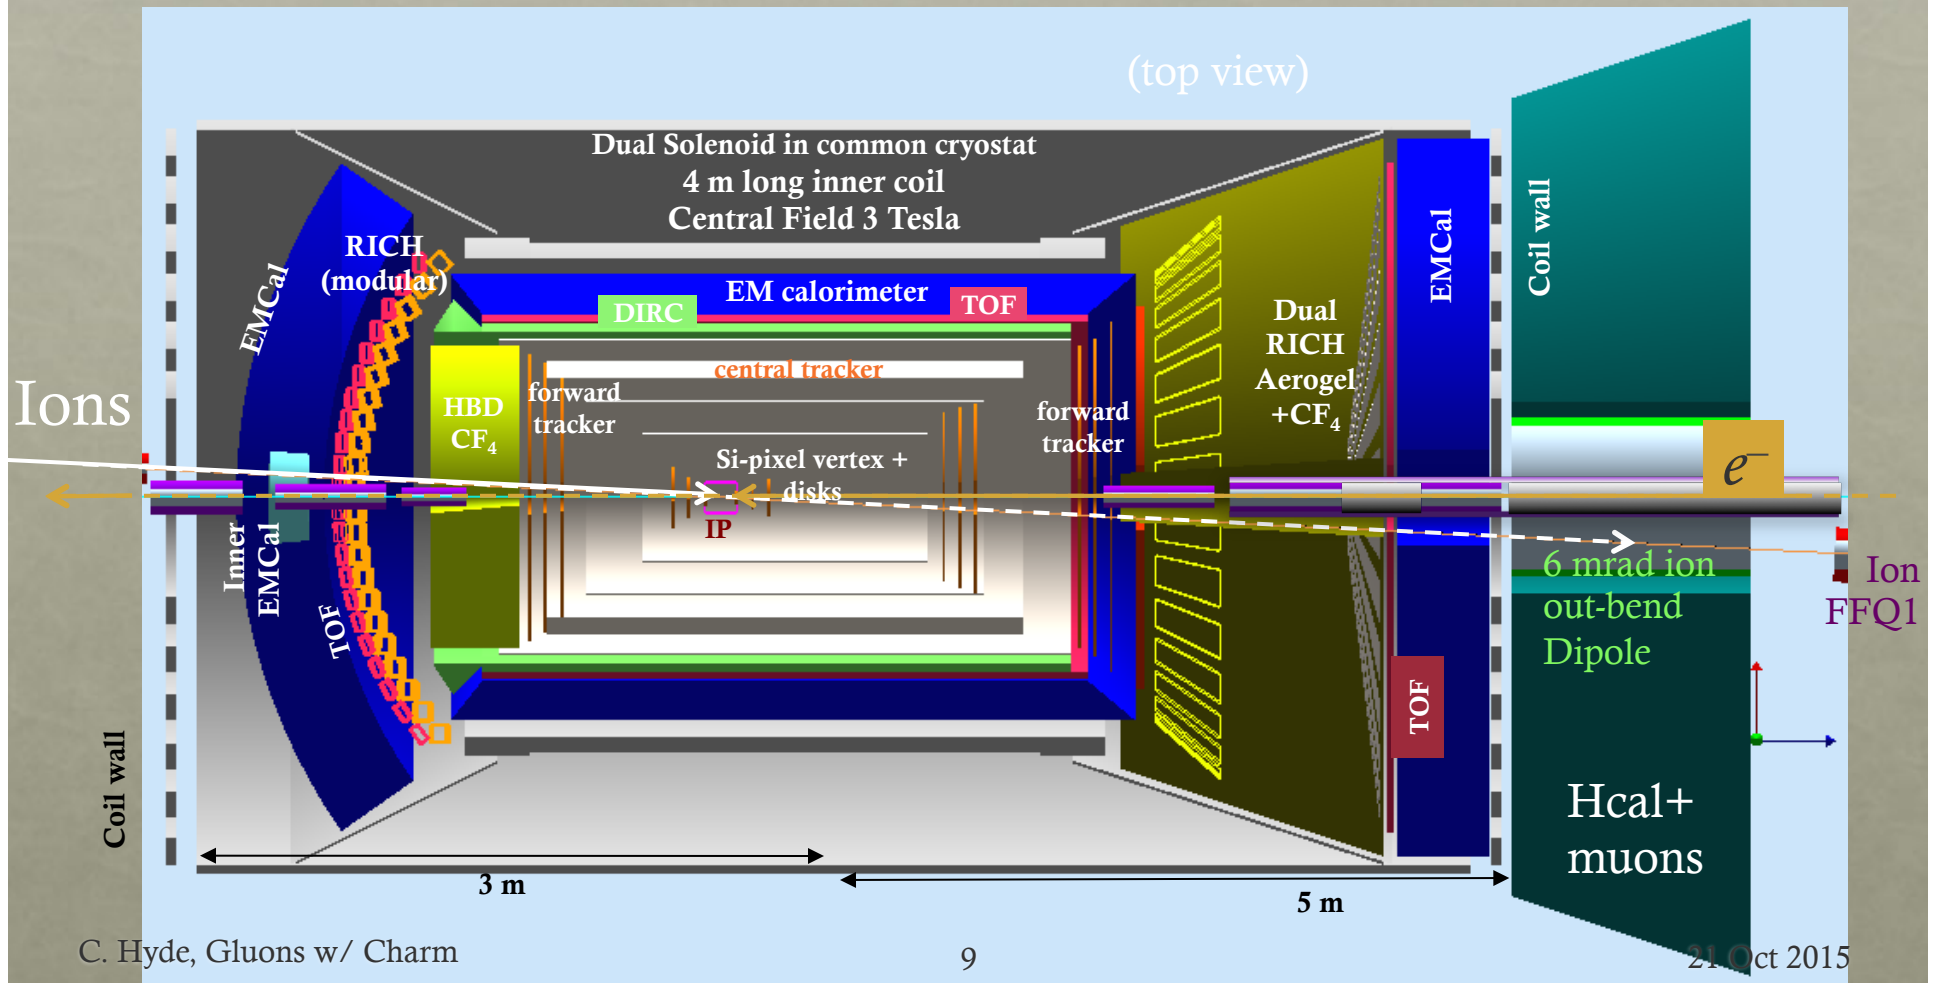 (top view)
Dual Solenoid in common cryostat
4 m long inner coil
Central Field 3 Tesla
RICH
(modular)
EMCal
EM calorimeter
DIRC
TOF
central tracker
HBD
CF₄
forward
tracker
forward
tracker
Si-pixel vertex +
disks
IP
Dual
RICH
Aerogel
+CF₄
EMCal
Coil wall
Ions
e⁻
Inner
EMCal
TOF
TOF
6 mrad ion
out-bend
Dipole
Ion
FFQ1
Coil wall
Hcal+
muons
3 m
5 m
C. Hyde, Gluons w/ Charm
9
21 Oct 2015